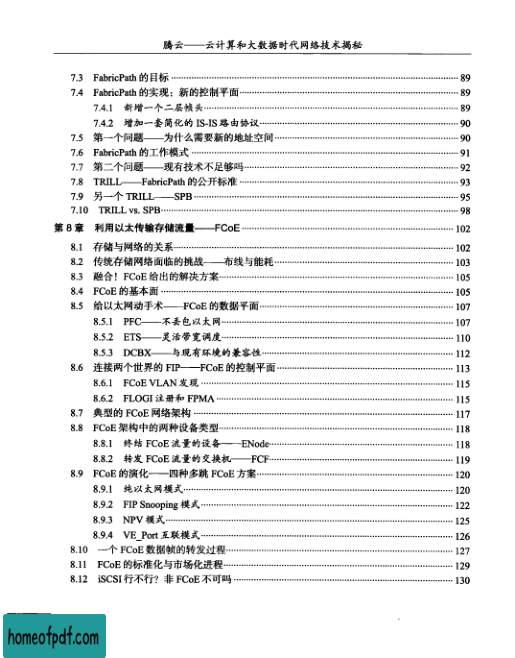 腾云——云计算和大数据时代网络技术揭秘
7.3 FabricPath 的目标 89
7.4 FabricPath 的实现：新的控制平面 89
7.4.1 新增一个二层帧头 89
7.4.2 增加一套简化的 IS-IS 路由协议 90
7.5 第一个问题——为什么需要新的地址空间 90
7.6 FabricPath 的工作模式 91
7.7 第二个问题——现有技术不足够吗 92
7.8 TRILL——FabricPath 的公开标准 93
7.9 另一个 TRILL——SPB 95
7.10 TRILL vs. SPB 98
第 8 章 利用以太传输存储流量——FCoE 102
8.1 存储与网络的关系 102
8.2 传统存储网络面临的挑战——布线与能耗 103
8.3 融合！FCoE 给出的解决方案 105
8.4 FCoE 的基本面 105
8.5 给以太网动手术——FCoE 的数据平面 107
8.5.1 PFC——不丢包以太网 107
8.5.2 ETS——灵活带宽调度 110
8.5.3 DCBX——与现有环境的兼容性 112
8.6 连接两个世界的 FIP——FCoE 的控制平面 113
8.6.1 FCoE VLAN 发现 115
8.6.2 FLOGI 注册和 FPMA 115
8.7 典型的 FCoE 网络架构 117
8.8 FCoE 架构中的两种设备类型 118
8.8.1 终结 FCoE 流量的设备——ENode 118
8.8.2 转发 FCoE 流量的交换机——FCF 119
8.9 FCoE 的演化——四种多跳 FCoE 方案 120
8.9.1 纯以太网模式 120
8.9.2 FIP Snooping 模式 122
8.9.3 NPV 模式 125
8.9.4 VE_Port 互联模式 126
8.10 一个 FCoE 数据帧的转发过程 127
8.11 FCoE 的标准化与市场化进程 129
8.12 iSCSI 行不行？非 FCoE 不可吗 130
homeofpdf.com